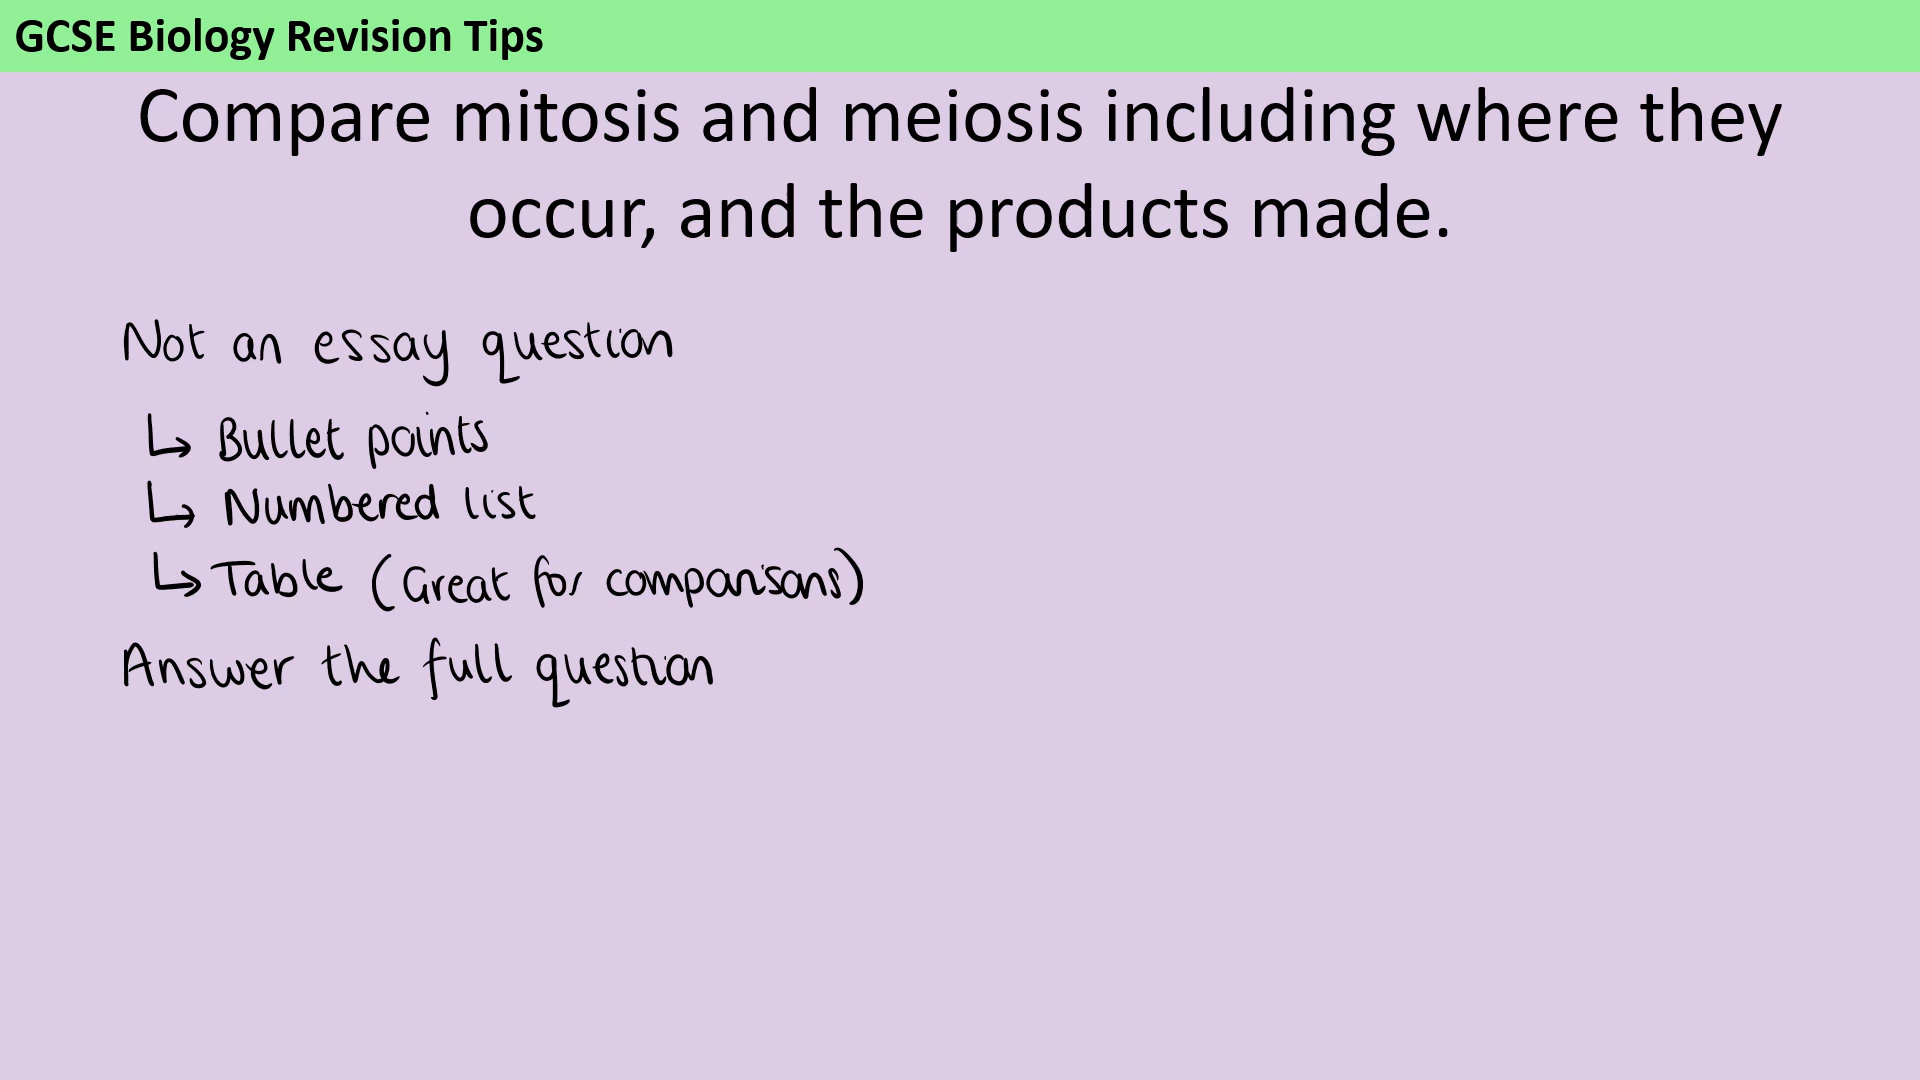 GCSE Biology Revision Tips
Compare mitosis and meiosis including where they
occur, and the products made.
Not an essay question
↳ Bullet points
↳ Numbered list
↳ Table (Great for comparisons)
Answer the full question